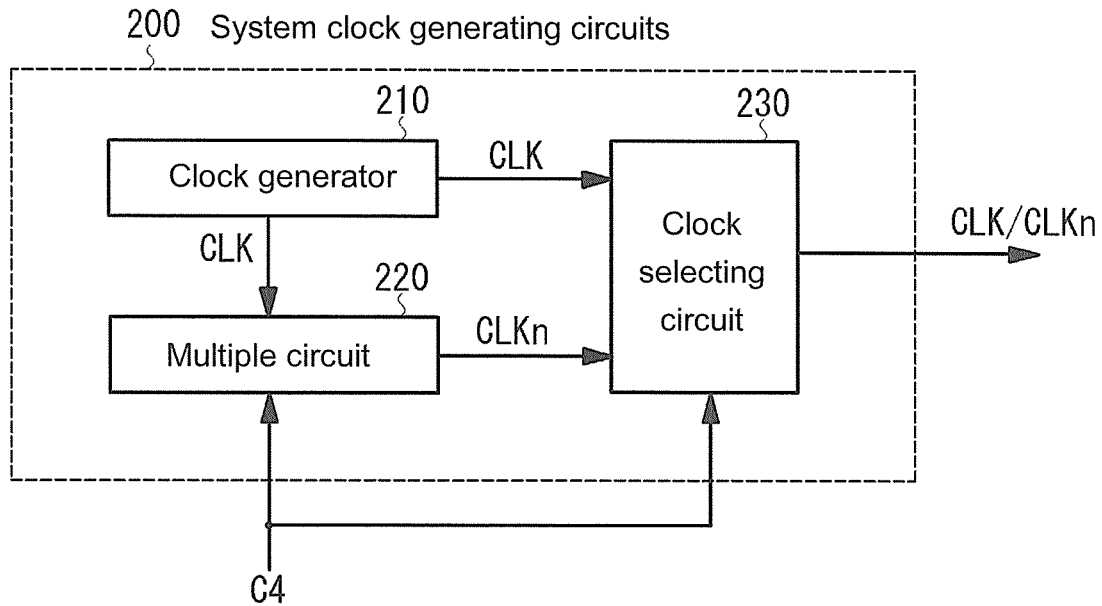 200 System clock generating circuits
210
230
Clock generator
CLK
CLK
Clock
selecting
circuit
CLK/CLKn
220
Multiple circuit
CLKn
C4